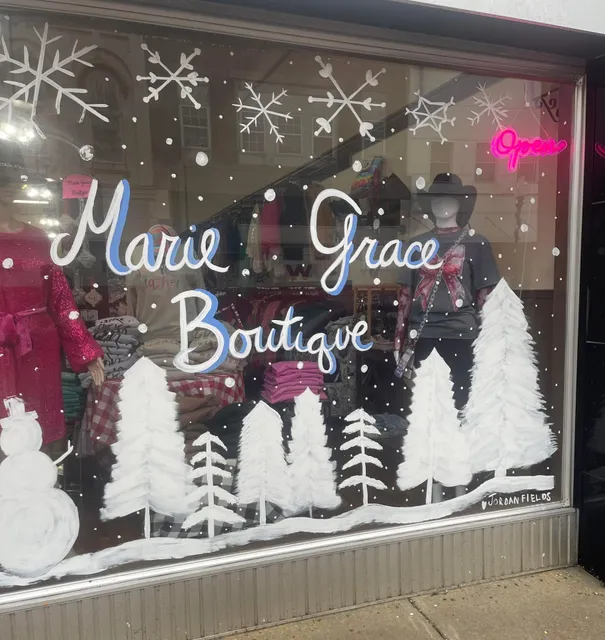 Open
Marie Grace
Boutique
JORDAN FIELDS